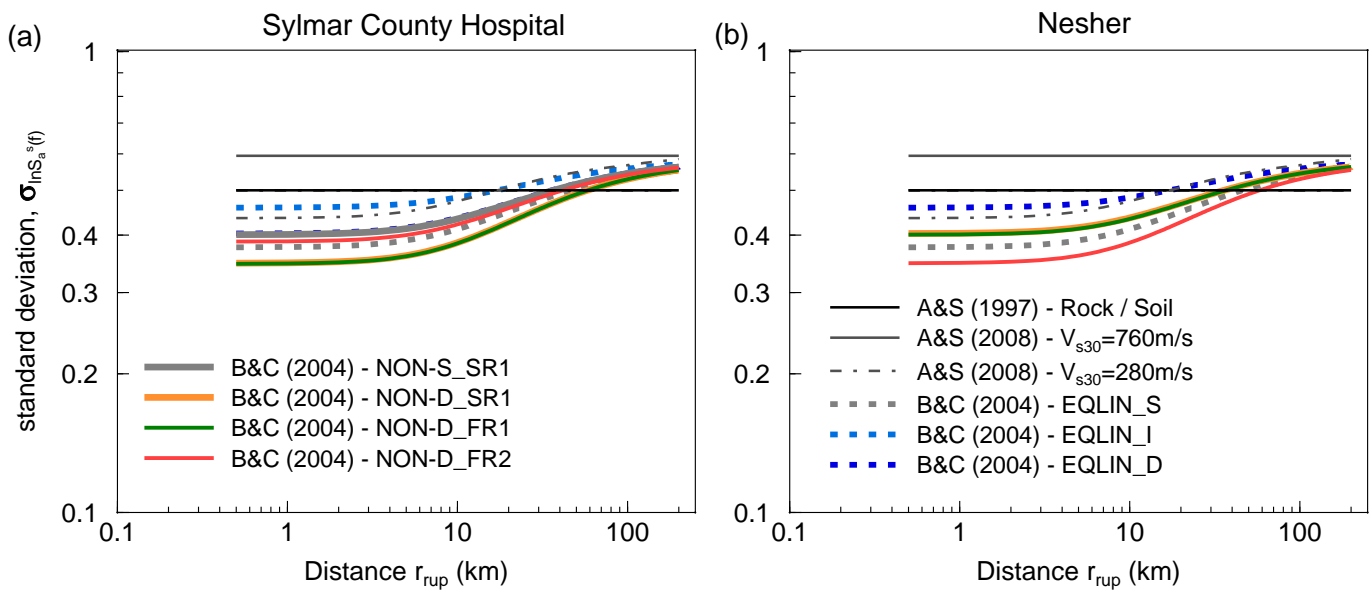 (a) Sylmar County Hospital
(b) Nesher
standard deviation, σlnSas(f)
1
0.4
0.3
0.2
0.1
B&C (2004) - NON-S_SR1
B&C (2004) - NON-D_SR1
B&C (2004) - NON-D_FR1
B&C (2004) - NON-D_FR2
0.1 1 10 100
Distance rrup (km)
1
0.4
0.3
0.2
0.1
A&S (1997) - Rock / Soil
A&S (2008) - Vs30=760m/s
A&S (2008) - Vs30=280m/s
B&C (2004) - EQLIN_S
B&C (2004) - EQLIN_I
B&C (2004) - EQLIN_D
0.1 1 10 100
Distance rrup (km)